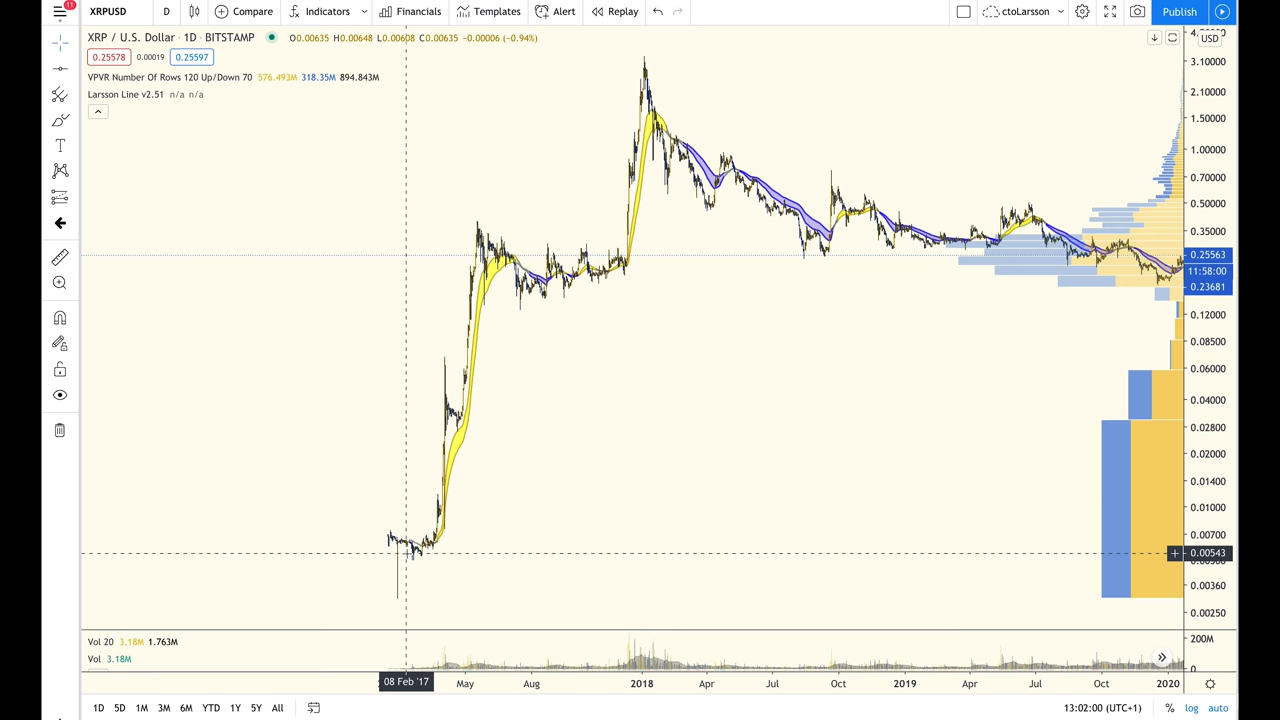 11
XRPUSD D Compare Indicators Financials Templates Alert Replay ctoLarsson Publish
XRP / U.S. Dollar · 1D · BITSTAMP O0.00635 H0.00648 L0.00608 C0.00635 -0.00006 (-0.94%)
USD
0.25578 0.00019 0.25597
VPVR Number Of Rows 120 Up/Down 70 576.493M 318.35M 894.843M
Larsson Line v2.51 n/a n/a
3.10000
2.10000
1.50000
1.00000
0.70000
0.50000
0.35000
0.25563
11:58:00
0.23681
0.12000
0.08500
0.06000
0.04000
0.02800
0.02000
0.01400
0.01000
0.00700
0.00543
0.00360
0.00250
Vol 20 3.18M 1.763M
200M
Vol 3.18M
0
08 Feb '17 May Aug 2018 Apr Jul Oct 2019 Apr Jul Oct 2020
1D 5D 1M 3M 6M YTD 1Y 5Y All 13:02:00 (UTC+1) % log auto